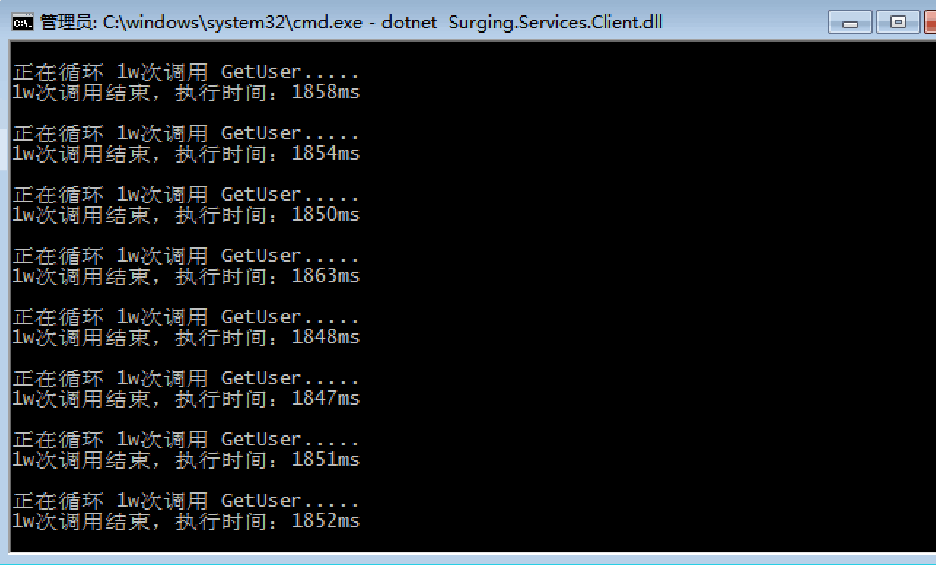 管理员: C:\windows\system32\cmd.exe - dotnet  Surging.Services.Client.dll
正在循环 1w次调用 GetUser.....
1w次调用结束，执行时间：1858ms
正在循环 1w次调用 GetUser.....
1w次调用结束，执行时间：1854ms
正在循环 1w次调用 GetUser.....
1w次调用结束，执行时间：1850ms
正在循环 1w次调用 GetUser.....
1w次调用结束，执行时间：1863ms
正在循环 1w次调用 GetUser.....
1w次调用结束，执行时间：1848ms
正在循环 1w次调用 GetUser.....
1w次调用结束，执行时间：1847ms
正在循环 1w次调用 GetUser.....
1w次调用结束，执行时间：1851ms
正在循环 1w次调用 GetUser.....
1w次调用结束，执行时间：1852ms